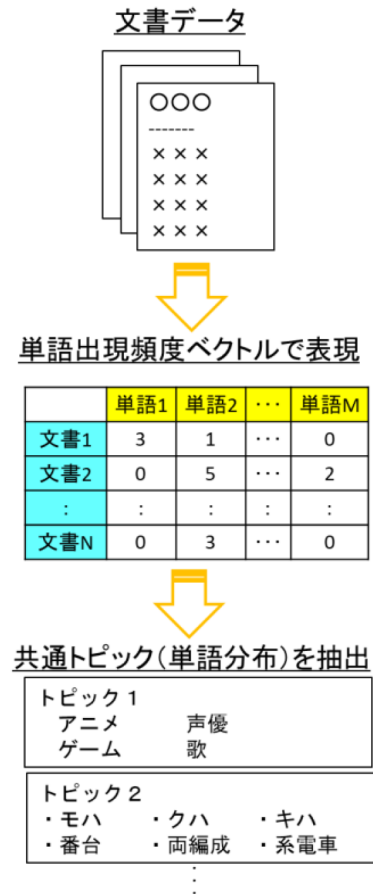 文書データ
○○○
-------
× × ×
× × ×
× × ×
× × ×
単語出現頻度ベクトルで表現
単語1 単語2 ･･･ 単語M
文書1 3 1 ･･･ 0
文書2 0 5 ･･･ 2
: : : : :
文書N 0 3 ･･･ 0
共通トピック(単語分布)を抽出
トピック1
アニメ 声優
ゲーム 歌
トピック2
・モハ ・クハ ・キハ
・番台 ・両編成 ・系電車
: